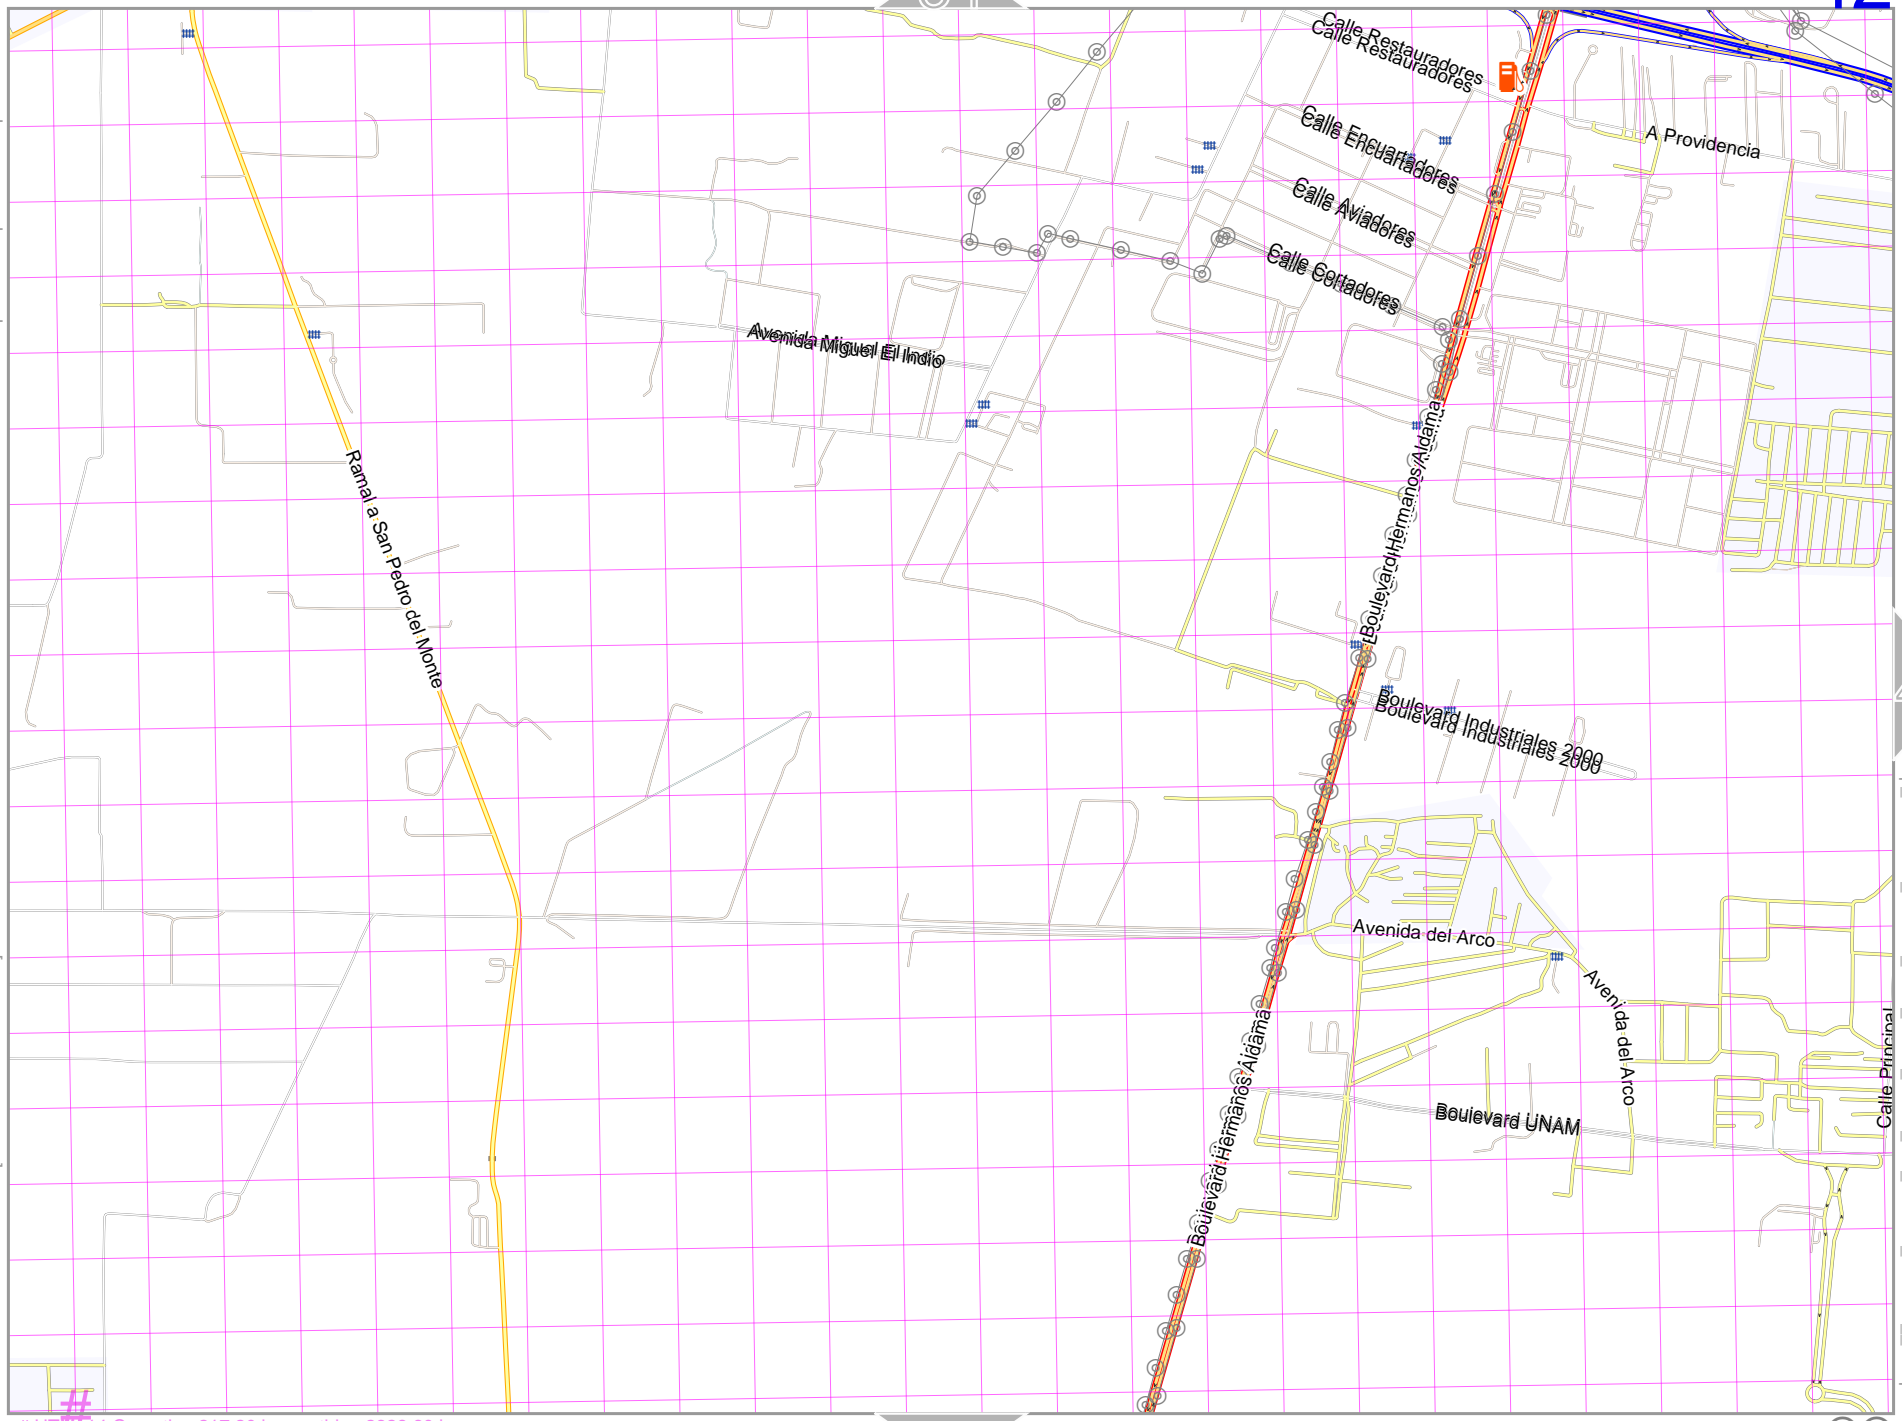 Calle Restauradores
Calle Restauradores
A Providencia
Calle Encuartadores
Calle Encuartadores
Calle Aviadores
Calle Aviadores
Calle Cortadores
Calle Cortadores
Avenida Miguel El Indio
Avenida Miguel El Indio
Ramal a San Pedro del Monte
Boulevard Hermanos Aldama
Boulevard Industriales 2000
Boulevard Industriales 2000
Avenida del Arco
Avenida del Arco
Calle Principal
Boulevard Hermanos Aldama
Boulevard UNAM
Boulevard UNAM
#